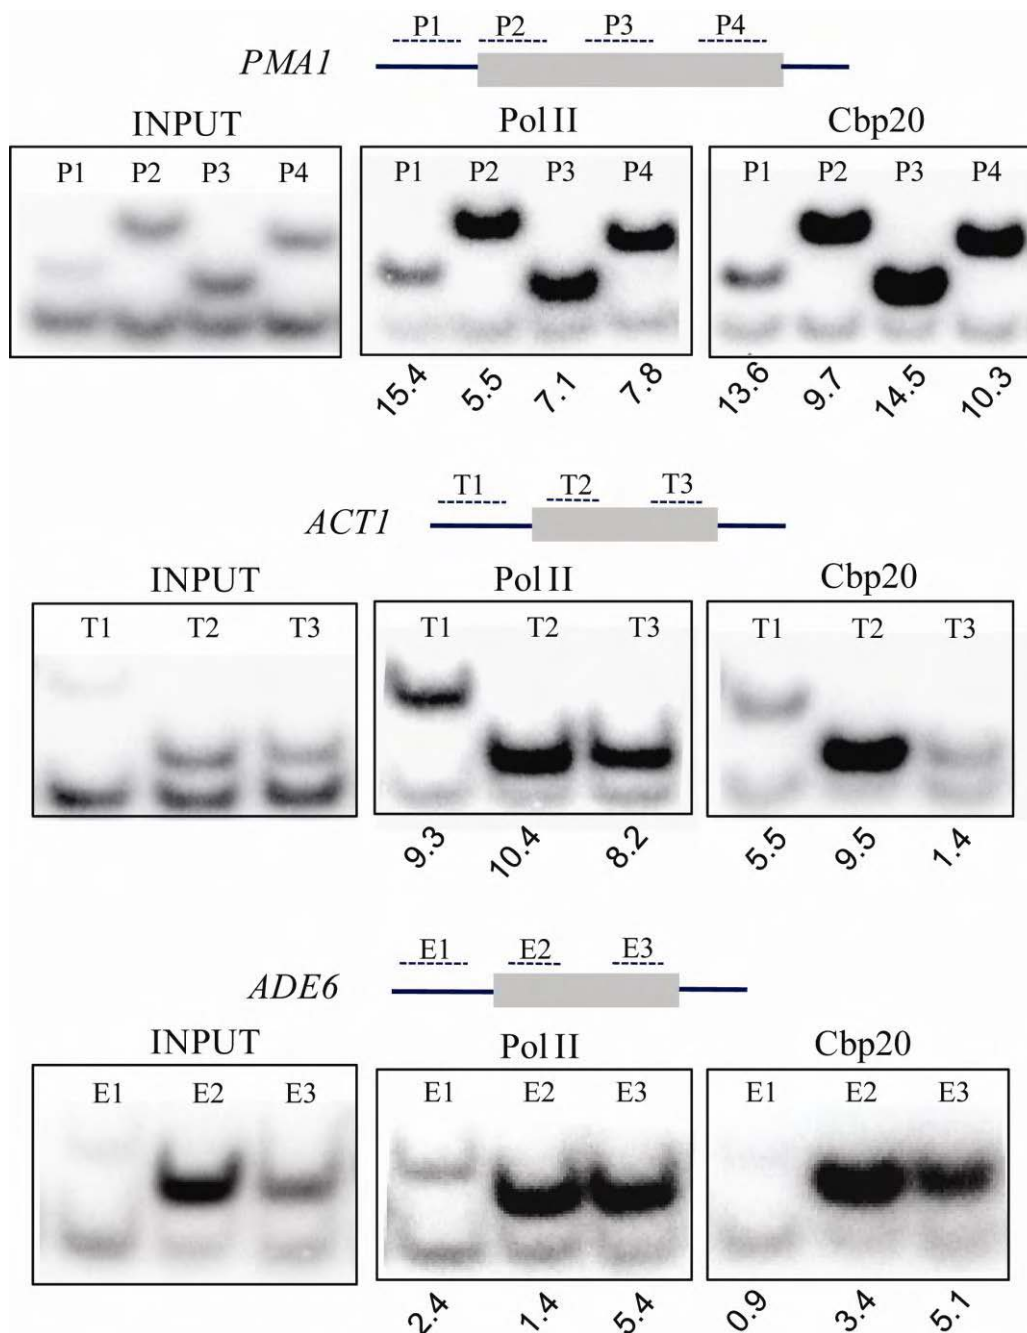 P1 P2 P3 P4
PMA1
INPUT Pol II Cbp20
P1 P2 P3 P4 P1 P2 P3 P4 P1 P2 P3 P4
15.4 5.5 7.1 7.8 13.6 9.7 14.5 10.3
T1 T2 T3
ACT1
INPUT Pol II Cbp20
T1 T2 T3 T1 T2 T3 T1 T2 T3
9.3 10.4 8.2 5.5 9.5 1.4
E1 E2 E3
ADE6
INPUT Pol II Cbp20
E1 E2 E3 E1 E2 E3 E1 E2 E3
2.4 1.4 5.4 0.9 3.4 5.1